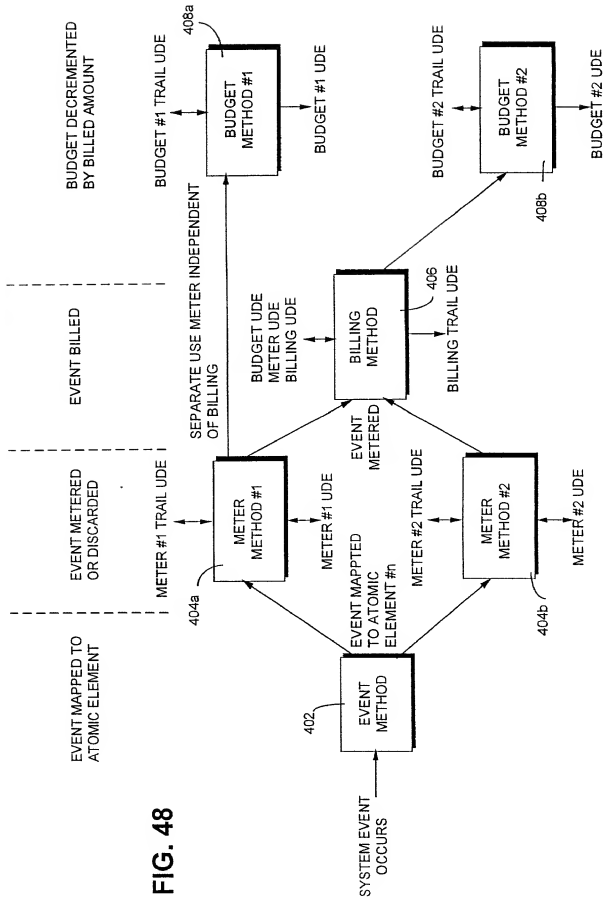 FIG. 48
EVENT MAPPED TO
ATOMIC ELEMENT
EVENT METERED
OR DISCARDED
EVENT BILLED
BUDGET DECREMENTED
BY BILLED AMOUNT
SYSTEM EVENT
OCCURS
402
EVENT
METHOD
EVENT MAPPTED
TO ATOMIC
ELEMENT #n
METER #1 TRAIL UDE
404a
METER
METHOD #1
METER #1 UDE
METER #2 TRAIL UDE
METER
METHOD #2
404b
METER #2 UDE
SEPARATE USE METER INDEPENDENT
OF BILLING
EVENT
METERED
BUDGET UDE
METER UDE
BILLING UDE
BILLING
METHOD
406
BILLING TRAIL UDE
BUDGET #1 TRAIL UDE
408a
BUDGET
METHOD #1
BUDGET #1 UDE
BUDGET #2 TRAIL UDE
BUDGET
METHOD #2
408b
BUDGET #2 UDE